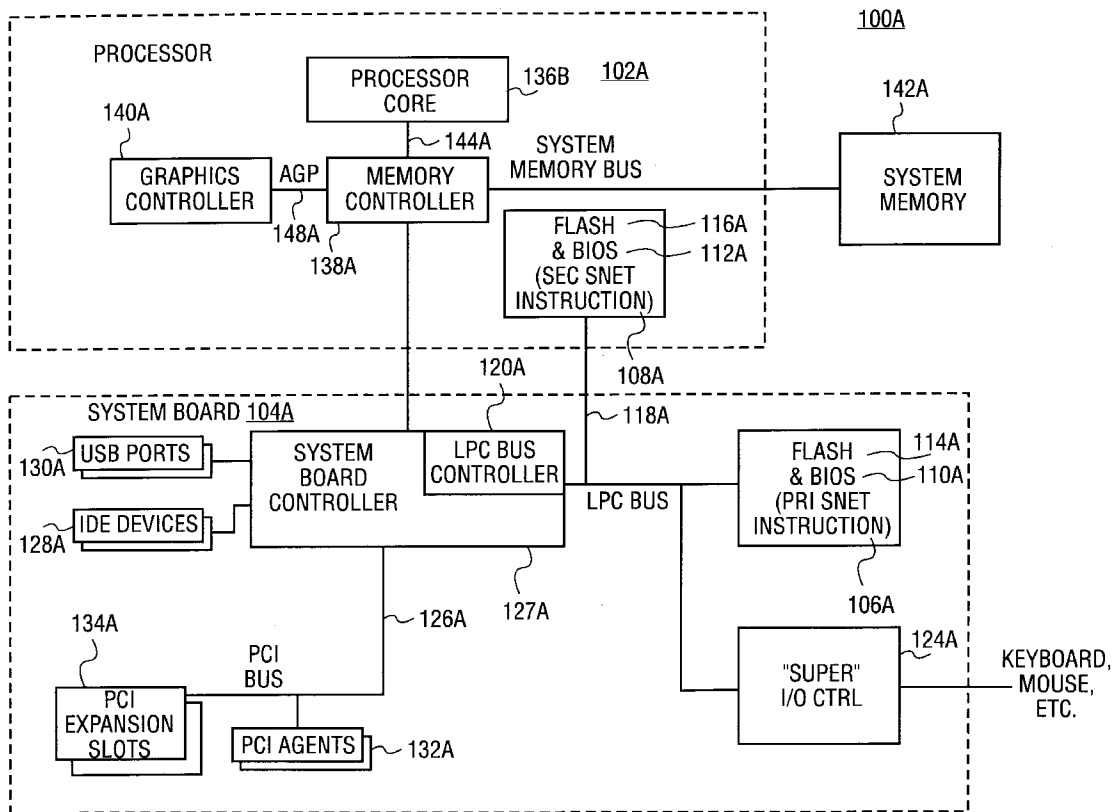 100A
PROCESSOR
PROCESSOR
CORE
102A
136B
142A
140A
144A
SYSTEM
MEMORY BUS
GRAPHICS
CONTROLLER
AGP
148A
MEMORY
CONTROLLER
138A
SYSTEM
MEMORY
FLASH
& BIOS
(SEC SNET
INSTRUCTION)
116A
112A
108A
120A
118A
SYSTEM BOARD 104A
USB PORTS
130A
IDE DEVICES
128A
SYSTEM
BOARD
CONTROLLER
LPC BUS
CONTROLLER
LPC BUS
FLASH
& BIOS
(PRI SNET
INSTRUCTION)
114A
110A
106A
127A
126A
134A
PCI
BUS
PCI
EXPANSION
SLOTS
PCI AGENTS
132A
"SUPER"
I/O CTRL
124A
KEYBOARD,
MOUSE,
ETC.